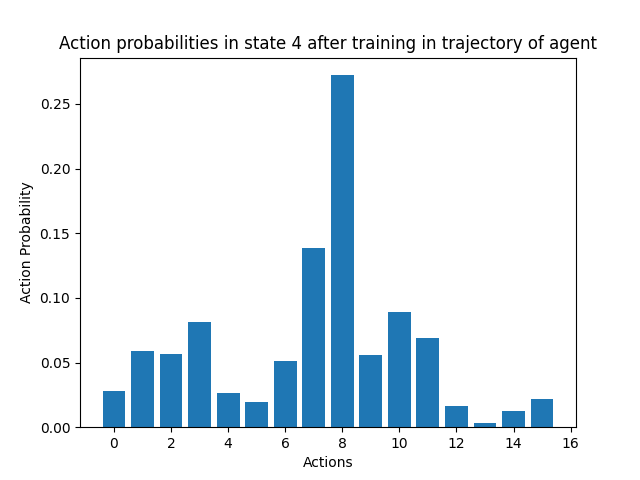 Action probabilities in state 4 after training in trajectory of agent
0.25
0.20
0.15
0.10
0.05
0.00
Action Probability
0 2 4 6 8 10 12 14 16
Actions